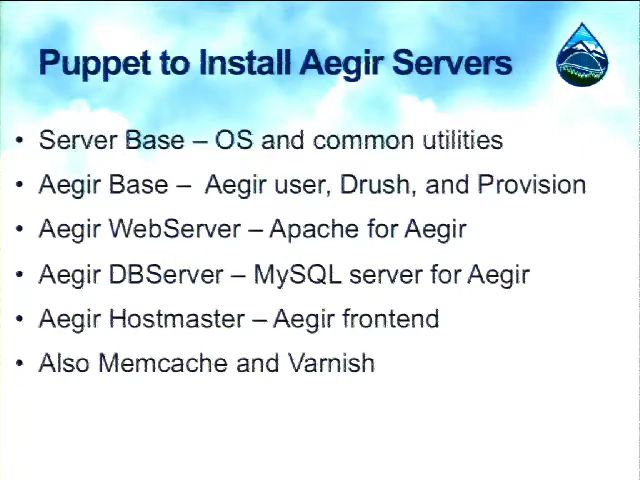 Puppet to Install Aegir Servers
• Server Base – OS and common utilities
• Aegir Base – Aegir user, Drush, and Provision
• Aegir WebServer – Apache for Aegir
• Aegir DBServer – MySQL server for Aegir
• Aegir Hostmaster – Aegir frontend
• Also Memcache and Varnish